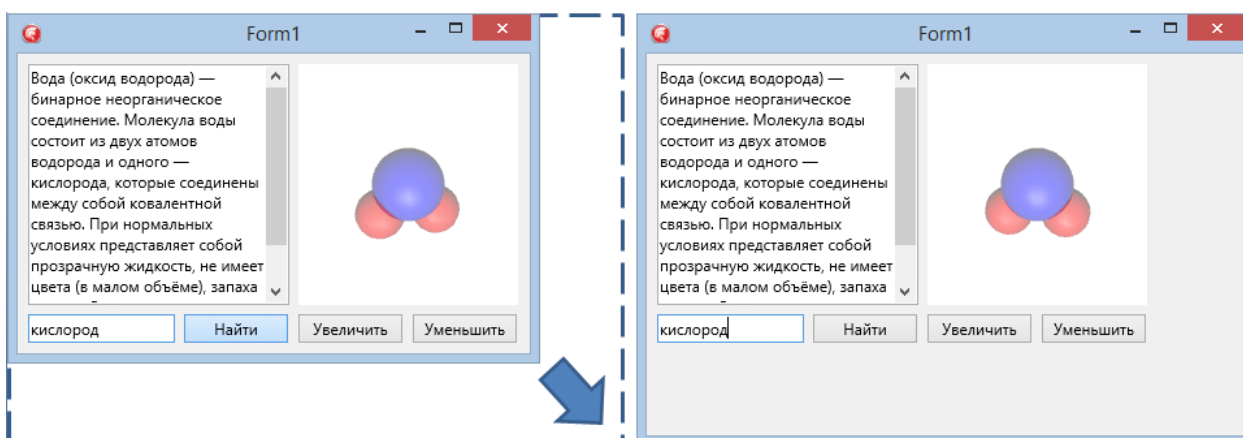 Form1
Вода (оксид водорода) —
бинарное неорганическое
соединение. Молекула воды
состоит из двух атомов
водорода и одного —
кислорода, которые соединены
между собой ковалентной
связью. При нормальных
условиях представляет собой
прозрачную жидкость, не имеет
цвета (в малом объёме), запаха
кислород
Найти
Увеличить
Уменьшить
Form1
Вода (оксид водорода) —
бинарное неорганическое
соединение. Молекула воды
состоит из двух атомов
водорода и одного —
кислорода, которые соединены
между собой ковалентной
связью. При нормальных
условиях представляет собой
прозрачную жидкость, не имеет
цвета (в малом объёме), запаха
кислород
Найти
Увеличить
Уменьшить